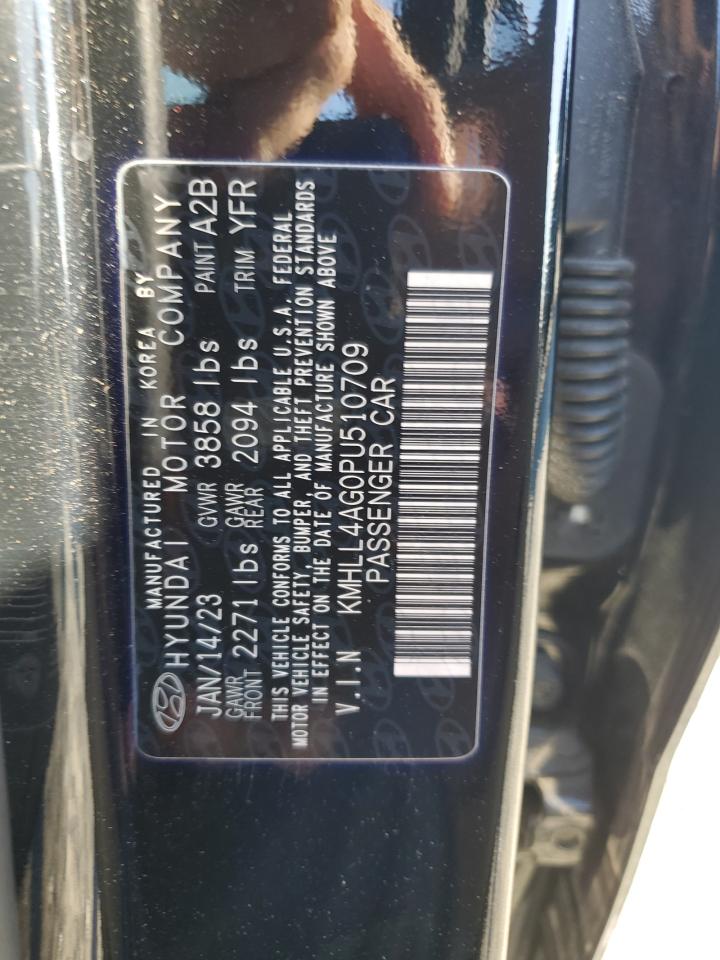 MANUFACTURED IN KOREA BY
HYUNDAI MOTOR COMPANY
JAN/14/23 GVWR 3858 lbs PAINT A2B
GAWR FRONT 2271 lbs GAWR REAR 2094 lbs TRIM YFR
THIS VEHICLE CONFORMS TO ALL APPLICABLE U.S.A. FEDERAL
MOTOR VEHICLE SAFETY, BUMPER, AND THEFT PREVENTION STANDARDS
IN EFFECT ON THE DATE OF MANUFACTURE SHOWN ABOVE
V.I.N KMHLL4AG0PU510709
PASSENGER CAR